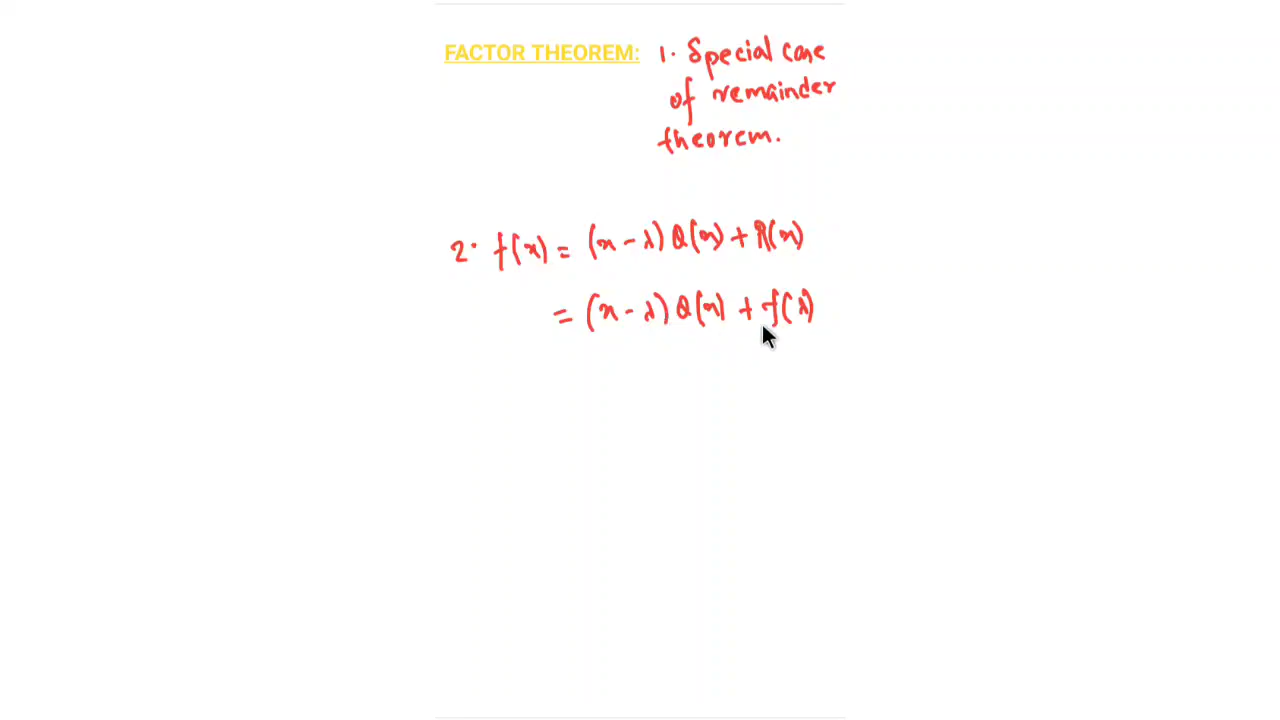 FACTOR THEOREM: 1. Special case
of remainder
theorem.
2. f(x) = (x - λ) Q(x) + R(x)
= (x - λ) Q(x) + f(λ)